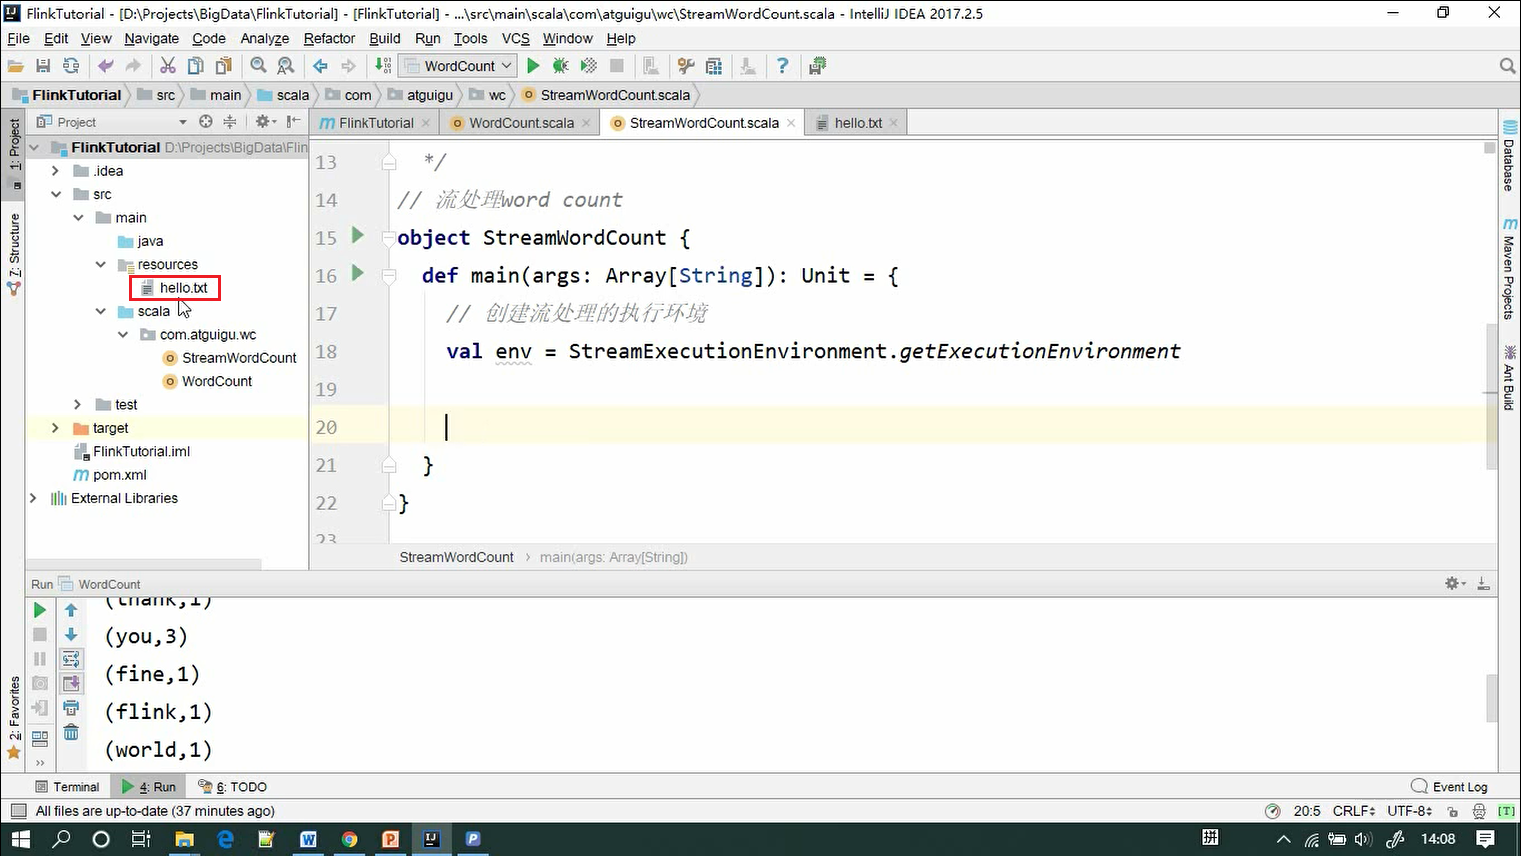 FlinkTutorial - [D:\Projects\BigData\FlinkTutorial] - [FlinkTutorial] - ...\src\main\scala\com\atguigu\wc\StreamWordCount.scala - IntelliJ IDEA 2017.2.5
File Edit View Navigate Code Analyze Refactor Build Run Tools VCS Window Help
WordCount
FlinkTutorial src main scala com atguigu wc StreamWordCount.scala
Project
FlinkTutorial WordCount.scala StreamWordCount.scala hello.txt
1: Project
7: Structure
2: Favorites
FlinkTutorial D:\Projects\BigData\Flin
.idea
src
main
java
resources
hello.txt
scala
com.atguigu.wc
StreamWordCount
WordCount
test
target
FlinkTutorial.iml
pom.xml
External Libraries
13 */
14 // 流处理word count
15 object StreamWordCount {
16 def main(args: Array[String]): Unit = {
17 // 创建流处理的执行环境
18 val env = StreamExecutionEnvironment.getExecutionEnvironment
19
20
21 }
22 }
23
StreamWordCount › main(args: Array[String])
Database
Maven Projects
Ant Build
Run WordCount
(thank,1)
(you,3)
(fine,1)
(flink,1)
(world,1)
Terminal 4: Run 6: TODO Event Log
All files are up-to-date (37 minutes ago) 20:5 CRLF UTF-8 [T]
拼 14:08